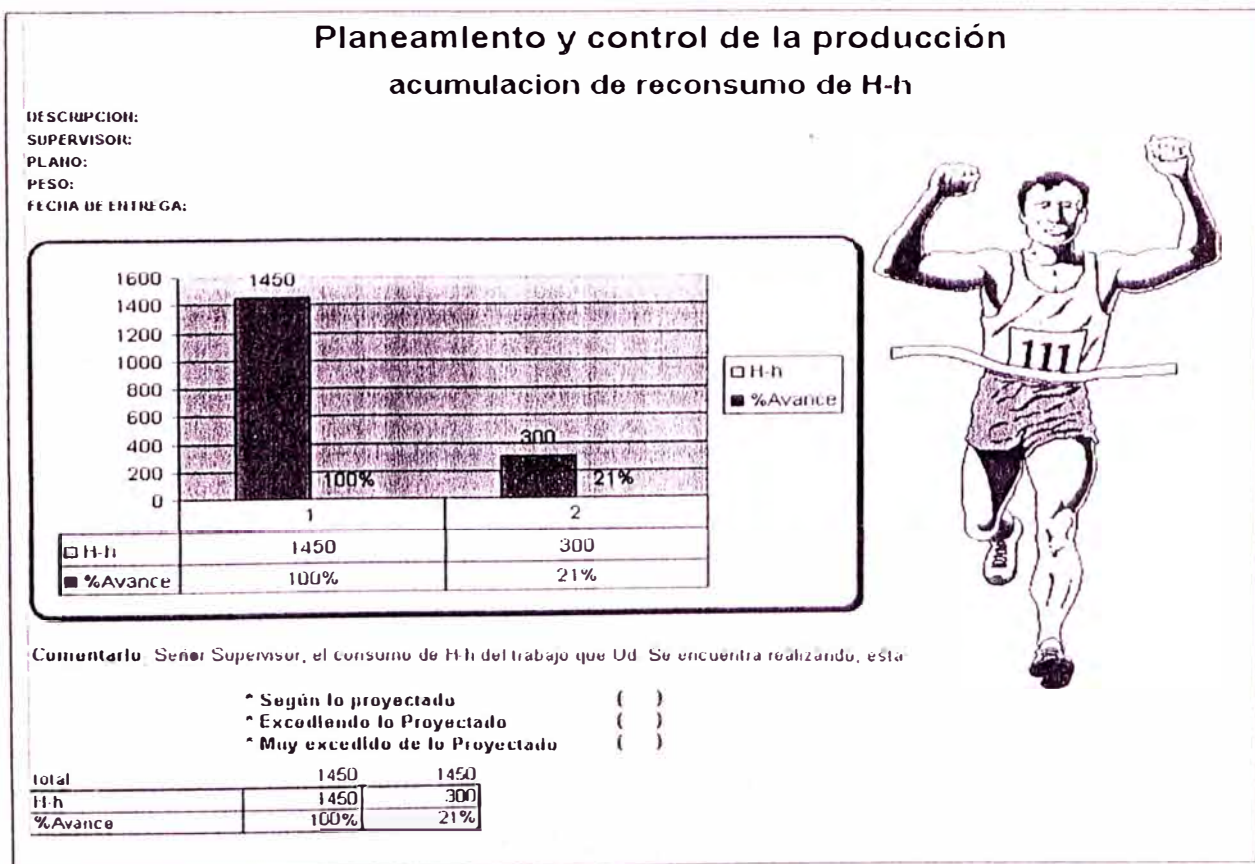 Planeamiento y control de la producción
acumulacion de reconsumo de H-h
DESCRIPCION:
SUPERVISOR:
PLANO:
PESO:
FECHA DE ENTREGA:
1600
1400
1200
1000
800
600
400
200
0
1450
100%
300
21%
1 2
H-h 1450 300
%Avance 100% 21%
H-h
%Avance
111
Comentario: Señor Supervisor, el consumo de H-h del trabajo que Ud. Se encuentra realizando, esta
* Según lo proyectado ( )
* Excediendo lo Proyectado ( )
* Muy excedido de lo Proyectado ( )
total 1450 1450
H-h 1450 300
%Avance 100% 21%